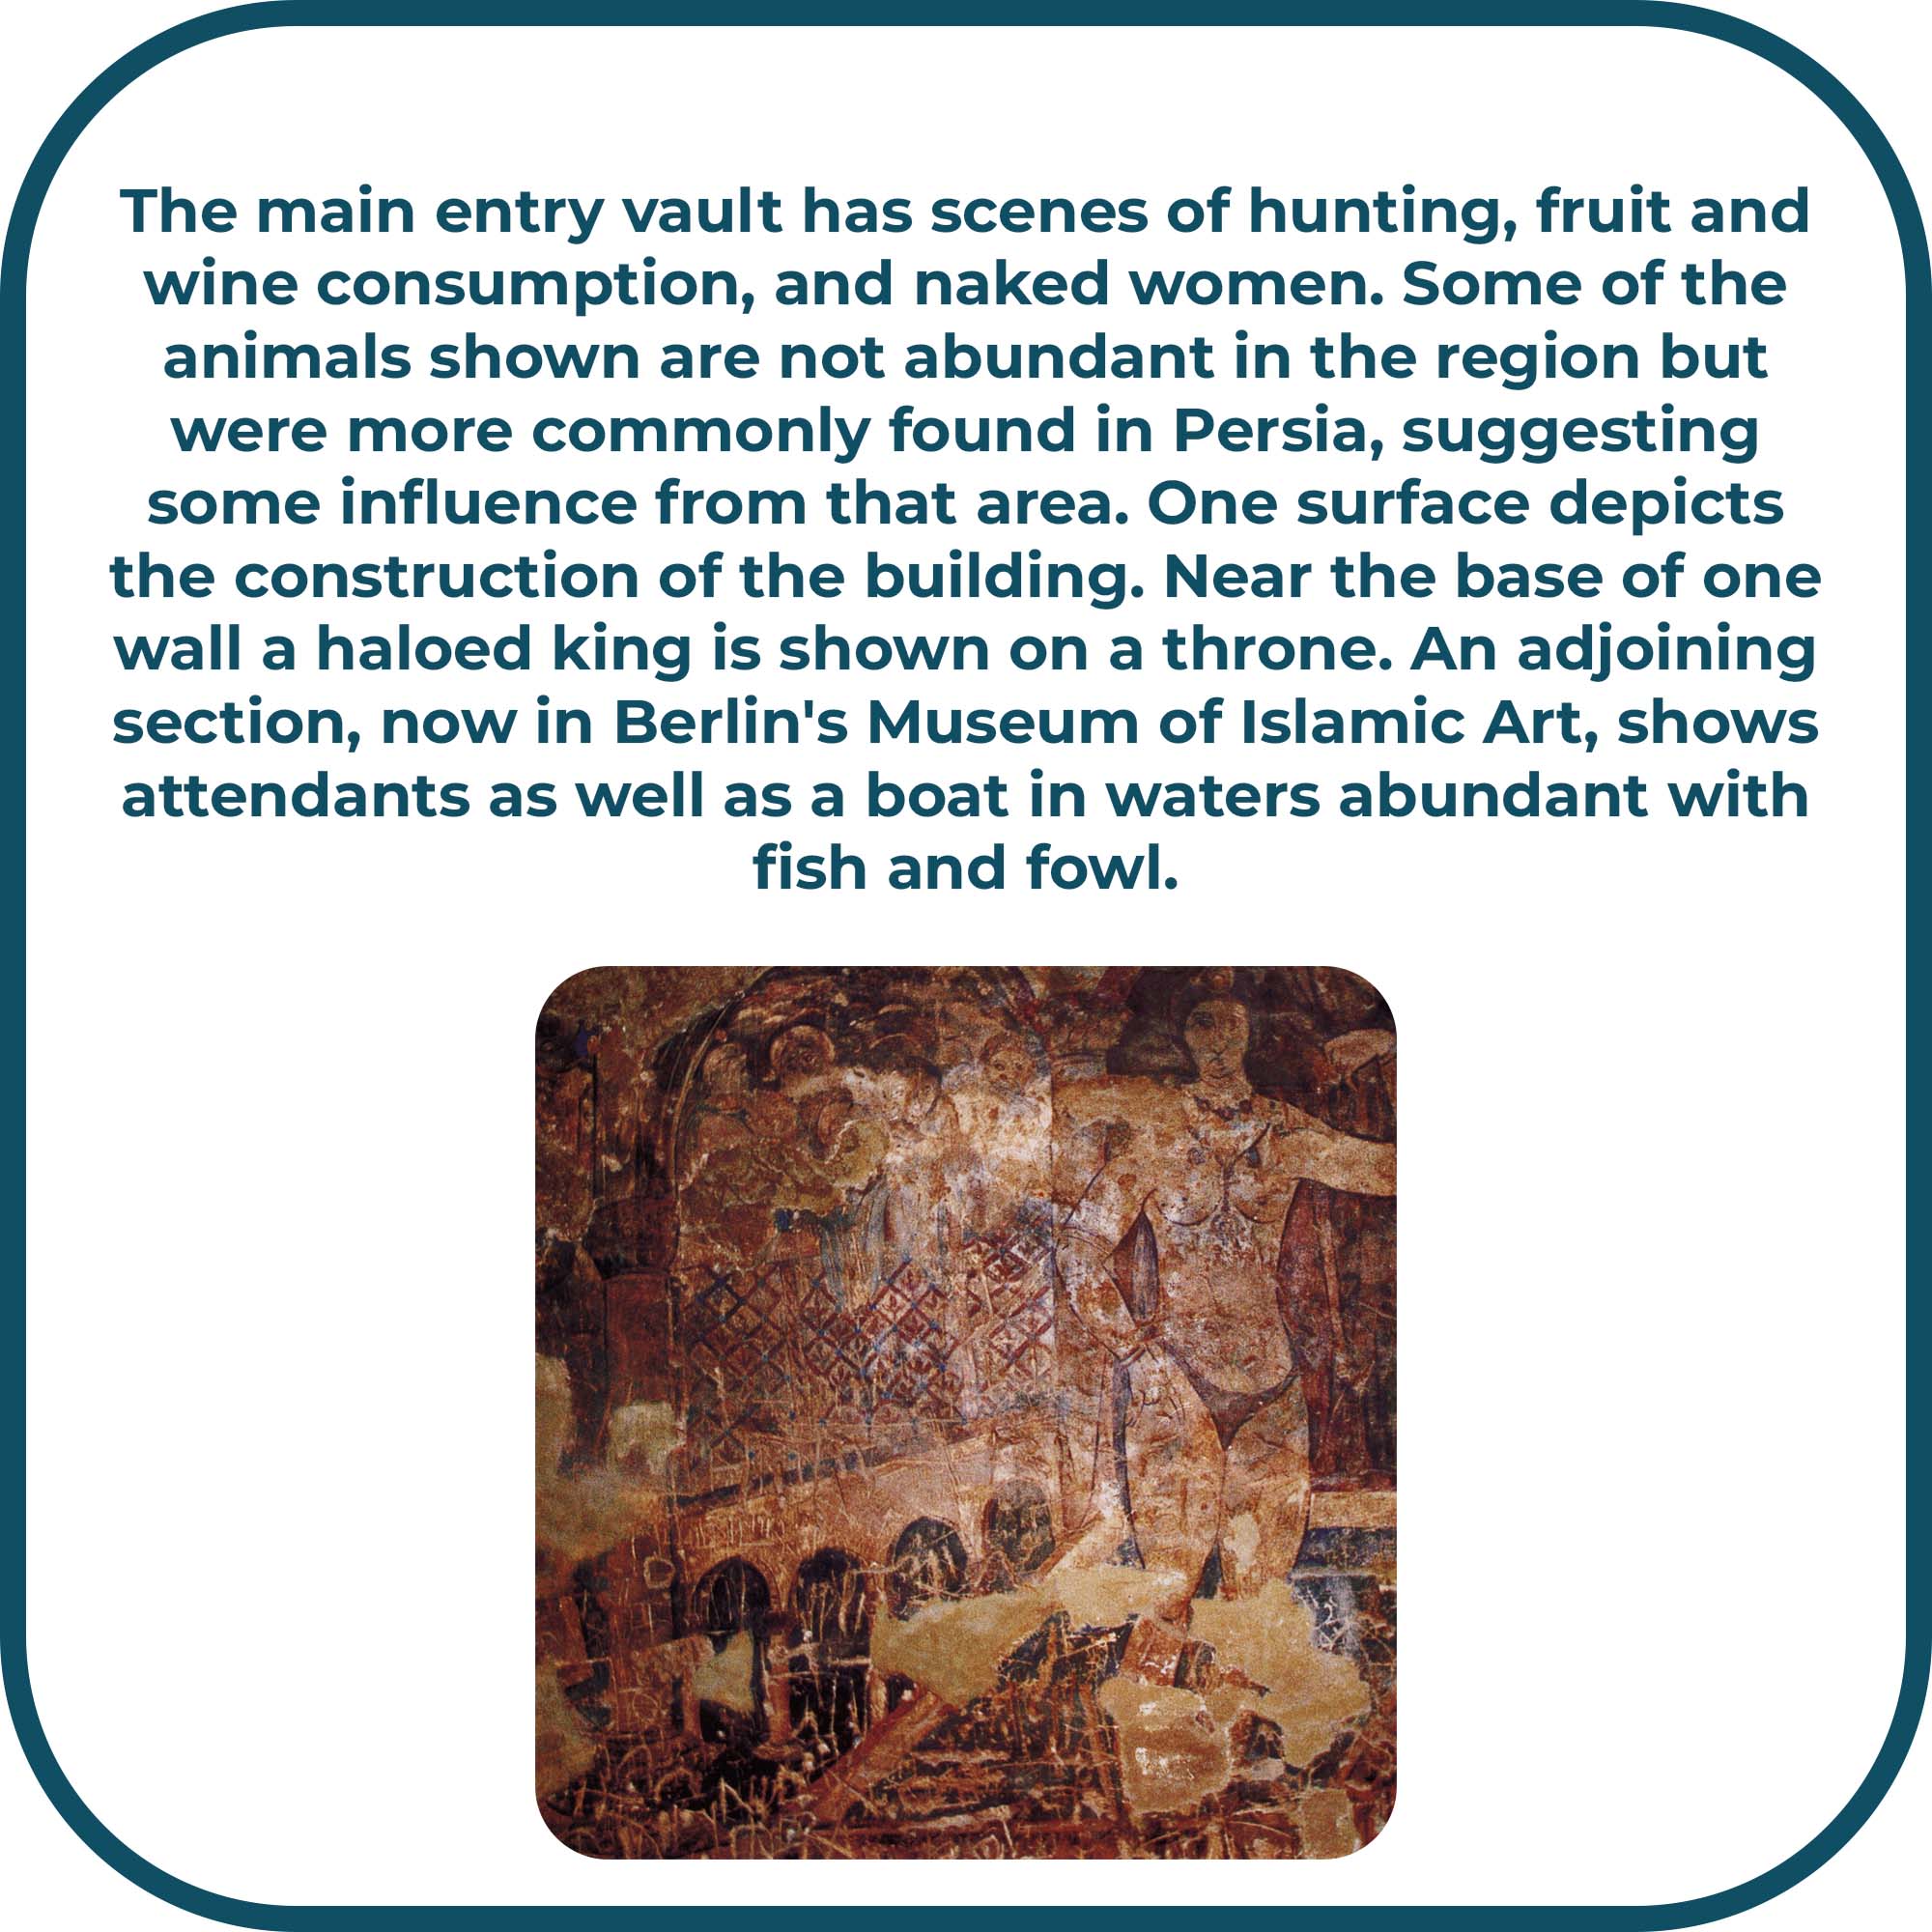 The main entry vault has scenes of hunting, fruit and
wine consumption, and naked women. Some of the
animals shown are not abundant in the region but
were more commonly found in Persia, suggesting
some influence from that area. One surface depicts
the construction of the building. Near the base of one
wall a haloed king is shown on a throne. An adjoining
section, now in Berlin's Museum of Islamic Art, shows
attendants as well as a boat in waters abundant with
fish and fowl.